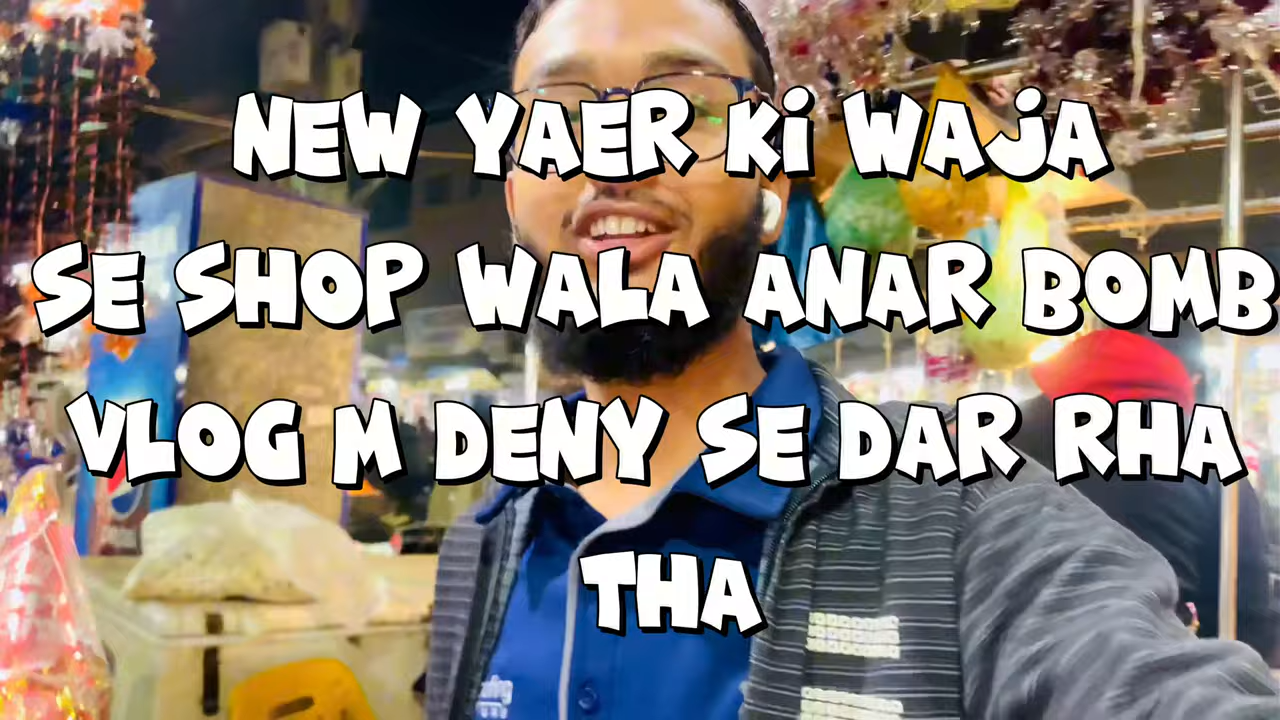 NEW YAER Ki WAJA
SE SHOP WALA ANAR BOMB
VLOG M DENY SE DAR RHA
THA